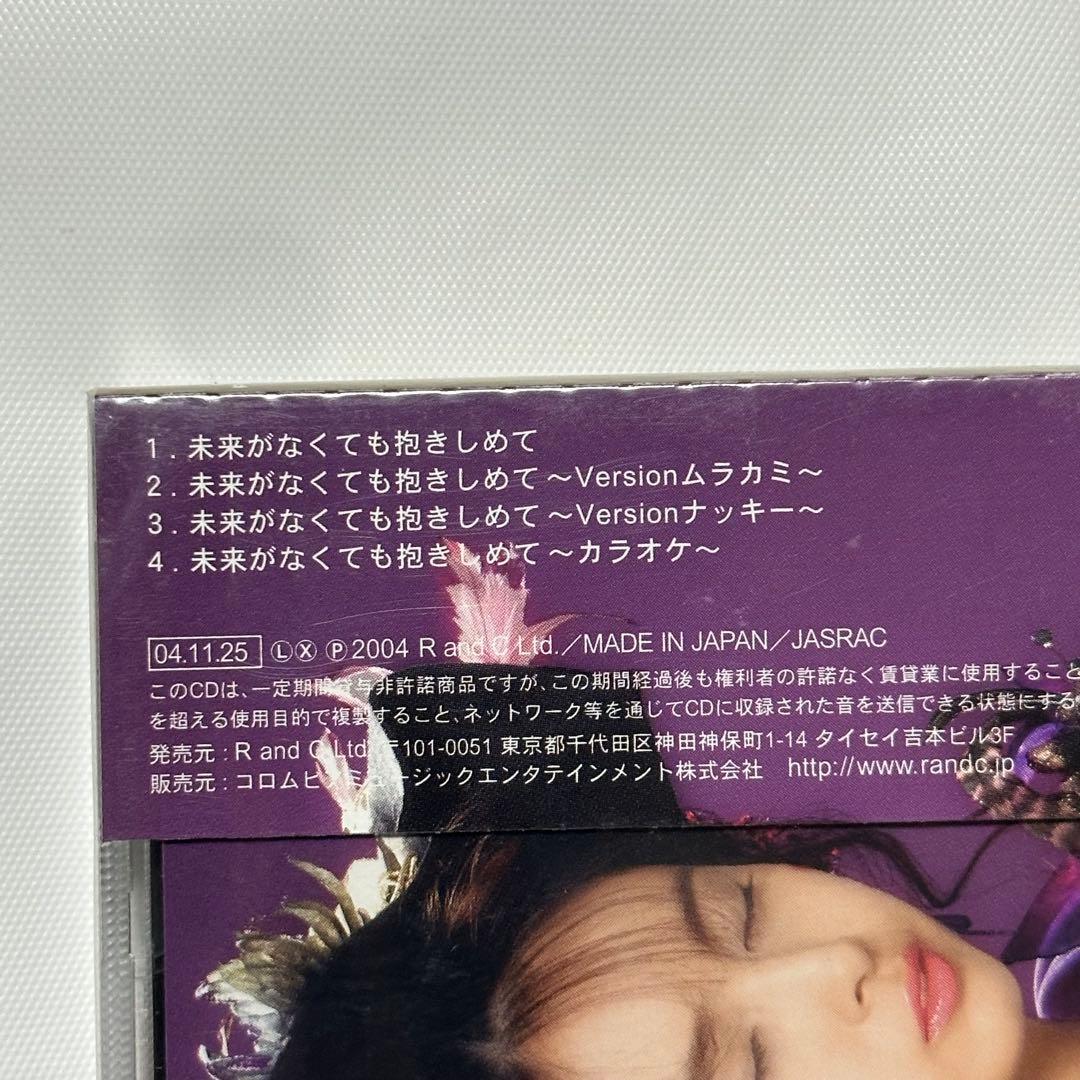 1. 未来がなくても抱きしめて
2. 未来がなくても抱きしめて～Versionムラカミ～
3. 未来がなくても抱きしめて～Versionナッキー～
4. 未来がなくても抱きしめて～カラオケ～
04.11.25 Ⓛ Ⓧ Ⓟ 2004 R and C Ltd.／MADE IN JAPAN／JASRAC
このCDは、一定期間貸与非許諾商品ですが、この期間経過後も権利者の許諾なく賃貸業に使用すること
を超える使用目的で複製すること、ネットワーク等を通じてCDに収録された音を送信できる状態にする
発売元：R and C Ltd. 〒101-0051 東京都千代田区神田神保町1-14 タイセイ吉本ビル3F
販売元：コロムビアミュージックエンタテインメント株式会社 http://www.randc.jp